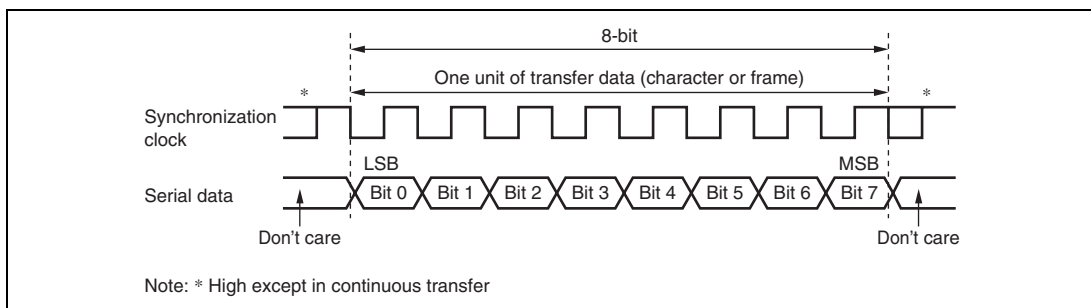 8-bit
One unit of transfer data (character or frame)
*
*
Synchronization
clock
LSB
MSB
Serial data
Bit 0
Bit 1
Bit 2
Bit 3
Bit 4
Bit 5
Bit 6
Bit 7
Don't care
Don't care
Note: * High except in continuous transfer